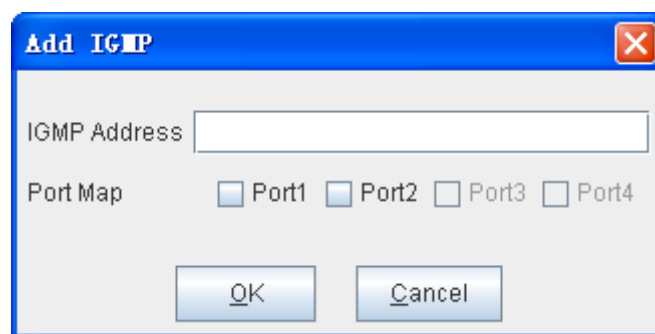 Add IGMP
IGMP Address
Port Map Port1 Port2 Port3 Port4
OK Cancel